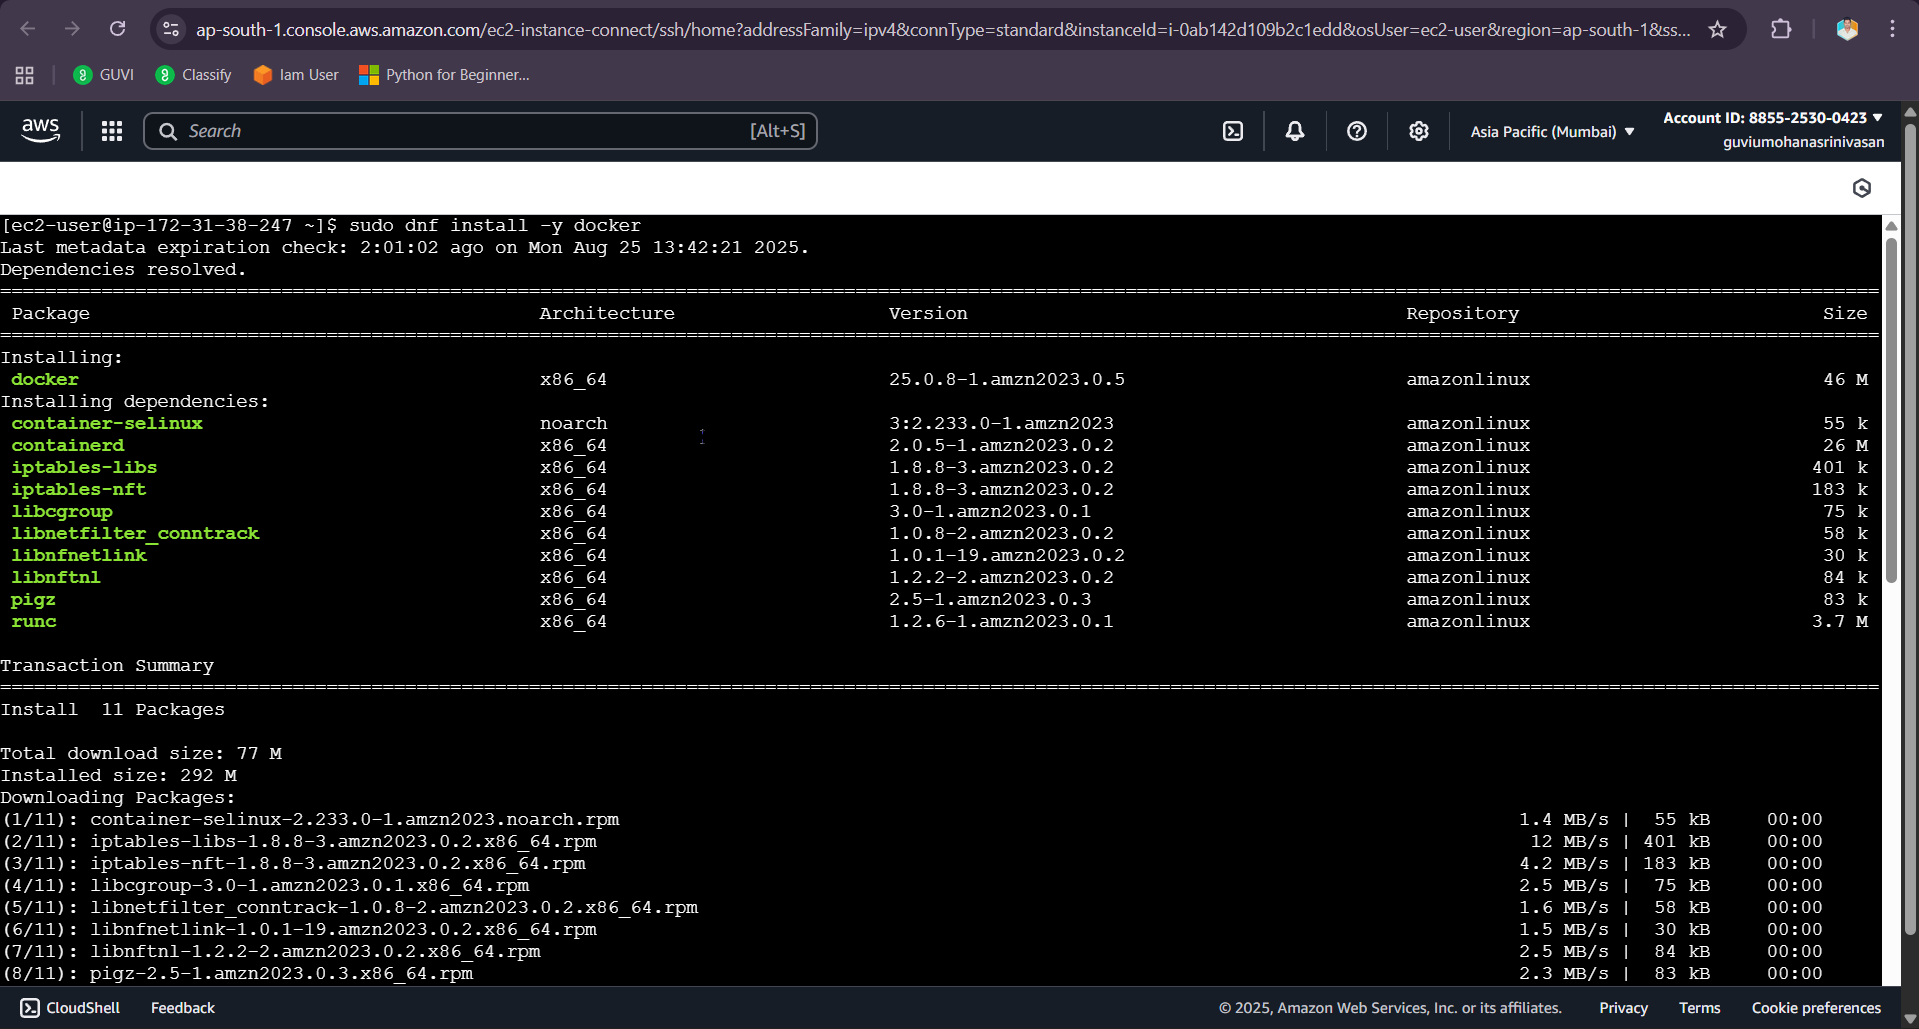 ap-south-1.console.aws.amazon.com/ec2-instance-connect/ssh/home?addressFamily=ipv4&connType=standard&instanceId=i-0ab142d109b2c1edd&osUser=ec2-user&region=ap-south-1&ss...
GUVI Classify Iam User Python for Beginner...
aws Search [Alt+S] Asia Pacific (Mumbai) Account ID: 8855-2530-0423
guviumohanasrinivasan
[ec2-user@ip-172-31-38-247 ~]$ sudo dnf install -y docker
Last metadata expiration check: 2:01:02 ago on Mon Aug 25 13:42:21 2025.
Dependencies resolved.
Package Architecture Version Repository Size
Installing:
docker x86_64 25.0.8-1.amzn2023.0.5 amazonlinux 46 M
Installing dependencies:
container-selinux noarch 3:2.233.0-1.amzn2023 amazonlinux 55 k
containerd x86_64 2.0.5-1.amzn2023.0.2 amazonlinux 26 M
iptables-libs x86_64 1.8.8-3.amzn2023.0.2 amazonlinux 401 k
iptables-nft x86_64 1.8.8-3.amzn2023.0.2 amazonlinux 183 k
libcgroup x86_64 3.0-1.amzn2023.0.1 amazonlinux 75 k
libnetfilter_conntrack x86_64 1.0.8-2.amzn2023.0.2 amazonlinux 58 k
libnfnetlink x86_64 1.0.1-19.amzn2023.0.2 amazonlinux 30 k
libnftnl x86_64 1.2.2-2.amzn2023.0.2 amazonlinux 84 k
pigz x86_64 2.5-1.amzn2023.0.3 amazonlinux 83 k
runc x86_64 1.2.6-1.amzn2023.0.1 amazonlinux 3.7 M
Transaction Summary
Install 11 Packages
Total download size: 77 M
Installed size: 292 M
Downloading Packages:
(1/11): container-selinux-2.233.0-1.amzn2023.noarch.rpm 1.4 MB/s | 55 kB 00:00
(2/11): iptables-libs-1.8.8-3.amzn2023.0.2.x86_64.rpm 12 MB/s | 401 kB 00:00
(3/11): iptables-nft-1.8.8-3.amzn2023.0.2.x86_64.rpm 4.2 MB/s | 183 kB 00:00
(4/11): libcgroup-3.0-1.amzn2023.0.1.x86_64.rpm 2.5 MB/s | 75 kB 00:00
(5/11): libnetfilter_conntrack-1.0.8-2.amzn2023.0.2.x86_64.rpm 1.6 MB/s | 58 kB 00:00
(6/11): libnfnetlink-1.0.1-19.amzn2023.0.2.x86_64.rpm 1.5 MB/s | 30 kB 00:00
(7/11): libnftnl-1.2.2-2.amzn2023.0.2.x86_64.rpm 2.5 MB/s | 84 kB 00:00
(8/11): pigz-2.5-1.amzn2023.0.3.x86_64.rpm 2.3 MB/s | 83 kB 00:00
CloudShell Feedback © 2025, Amazon Web Services, Inc. or its affiliates. Privacy Terms Cookie preferences